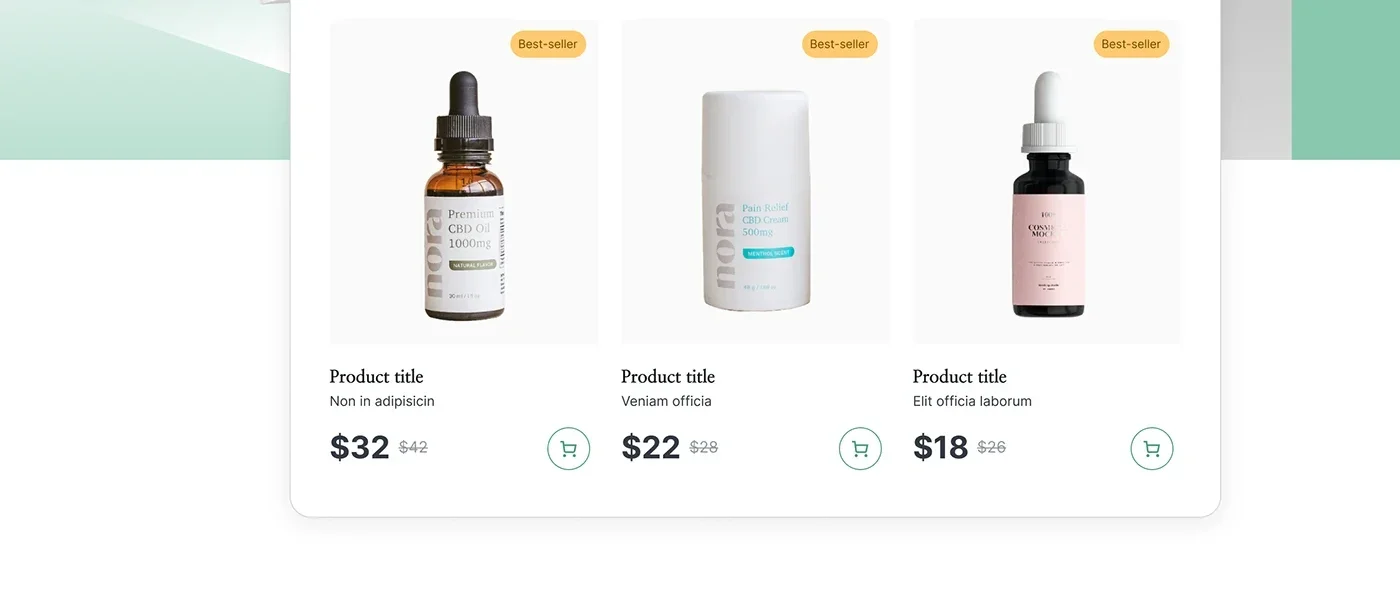 Best-seller
Best-seller
Best-seller
nora
Premium
CBD Oil
1000mg
NATURAL FLAVOR
nora
Pain Relief
CBD Cream
500mg
MENTHOL SCENT
Product title
Non in adipisicin
$32 $42
Product title
Veniam officia
$22 $28
Product title
Elit officia laborum
$18 $26